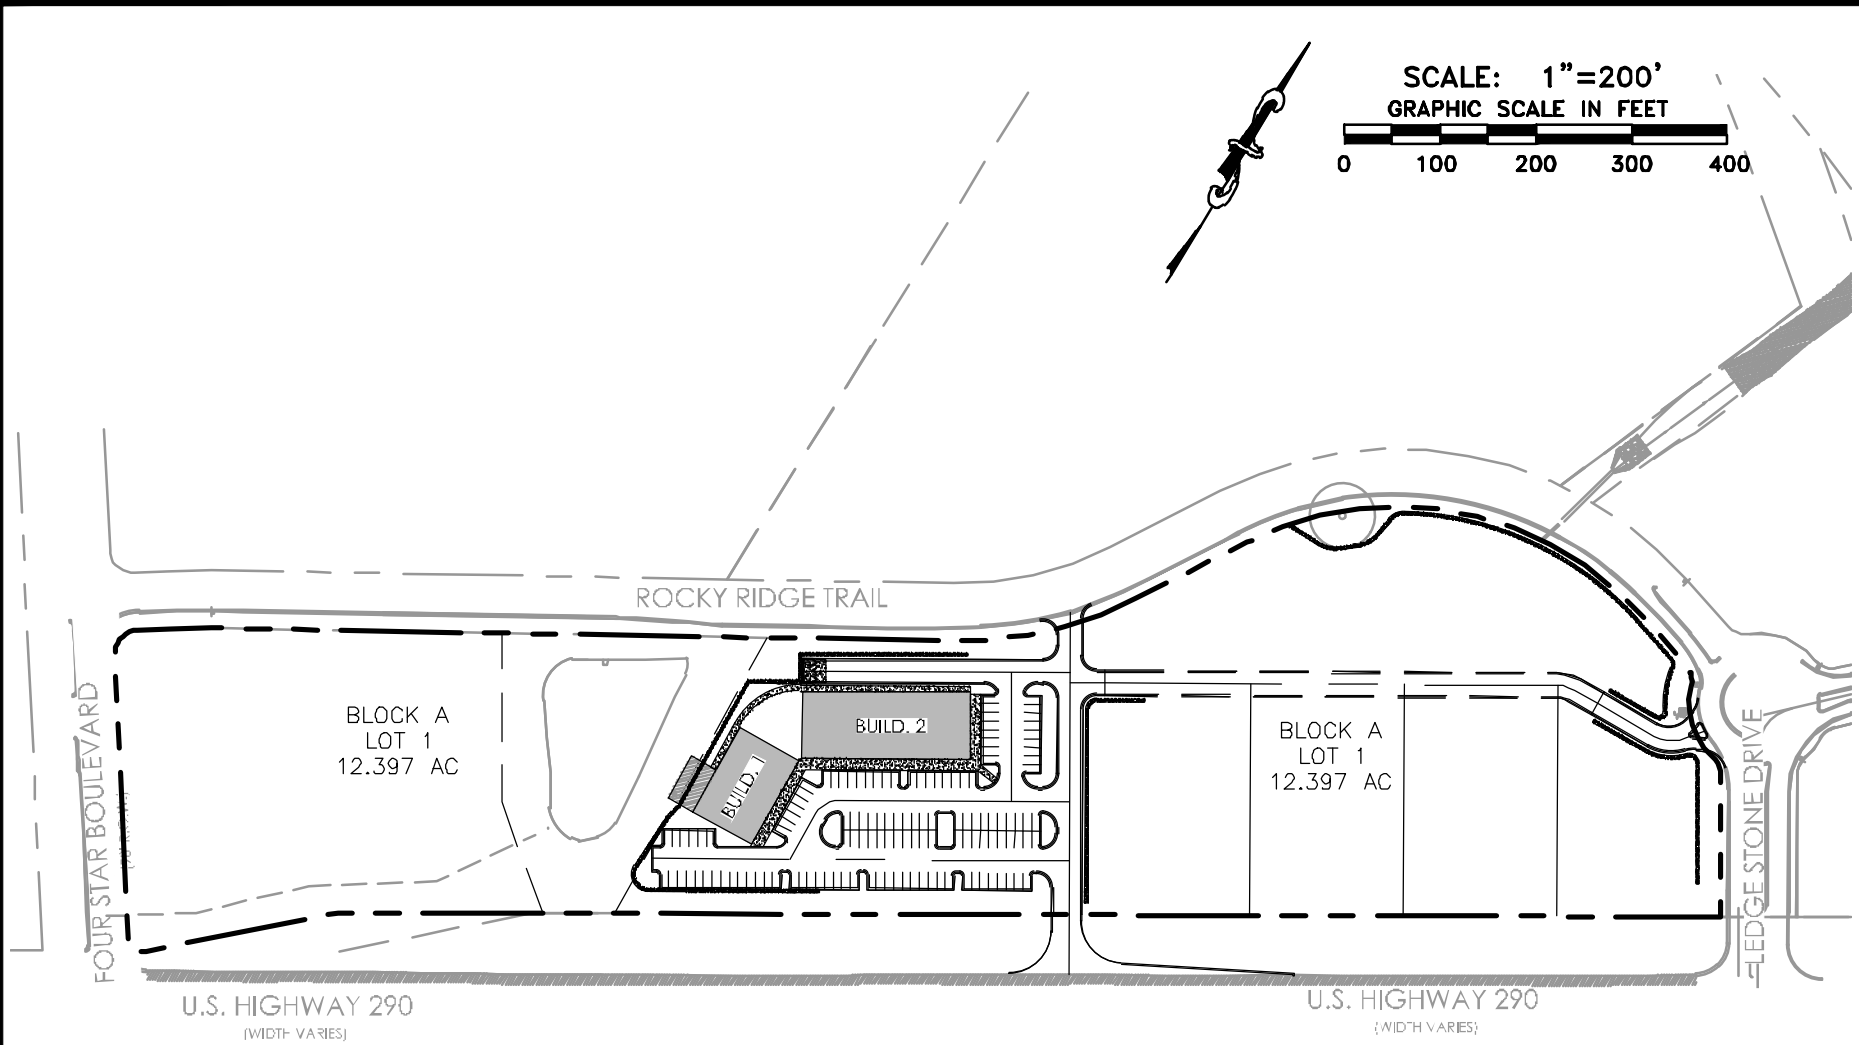 SCALE: 1"=200'
GRAPHIC SCALE IN FEET
0 100 200 300 400
ROCKY RIDGE TRAIL
FOUR STAR BOULEVARD
BLOCK A
LOT 1
12.397 AC
BUILD. 1
BUILD. 2
BLOCK A
LOT 1
12.397 AC
LEDGE STONE DRIVE
U.S. HIGHWAY 290
(WIDTH VARIES)
U.S. HIGHWAY 290
(WIDTH VARIES)